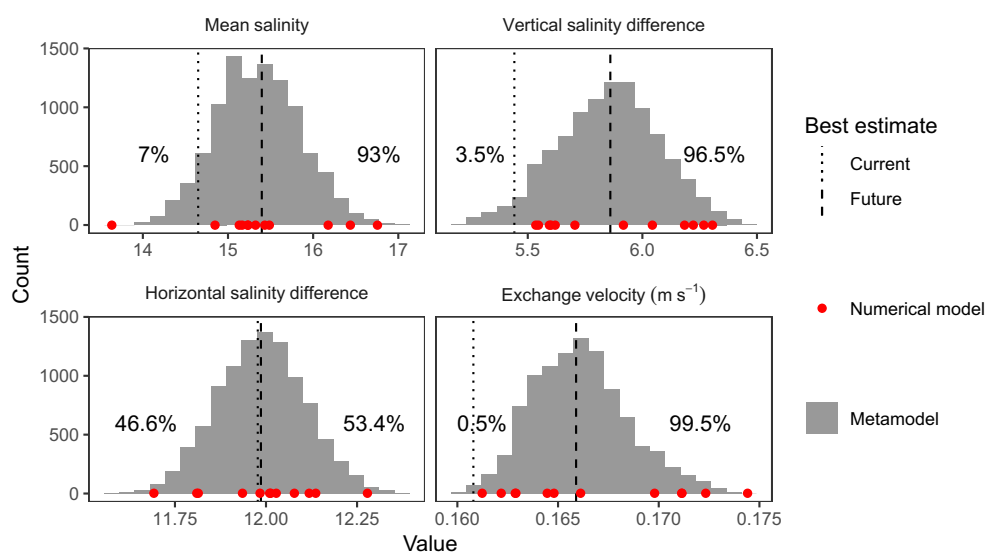 Mean salinity
Vertical salinity difference
1500
1000
500
0
7%
93%
3.5%
96.5%
14
15
16
17
5.5
6.0
6.5
Horizontal salinity difference
Exchange velocity (m s⁻¹)
1500
1000
500
0
46.6%
53.4%
0.5%
99.5%
11.75
12.00
12.25
0.160
0.165
0.170
0.175
Count
Value
Best estimate
Current
Future
Numerical model
Metamodel